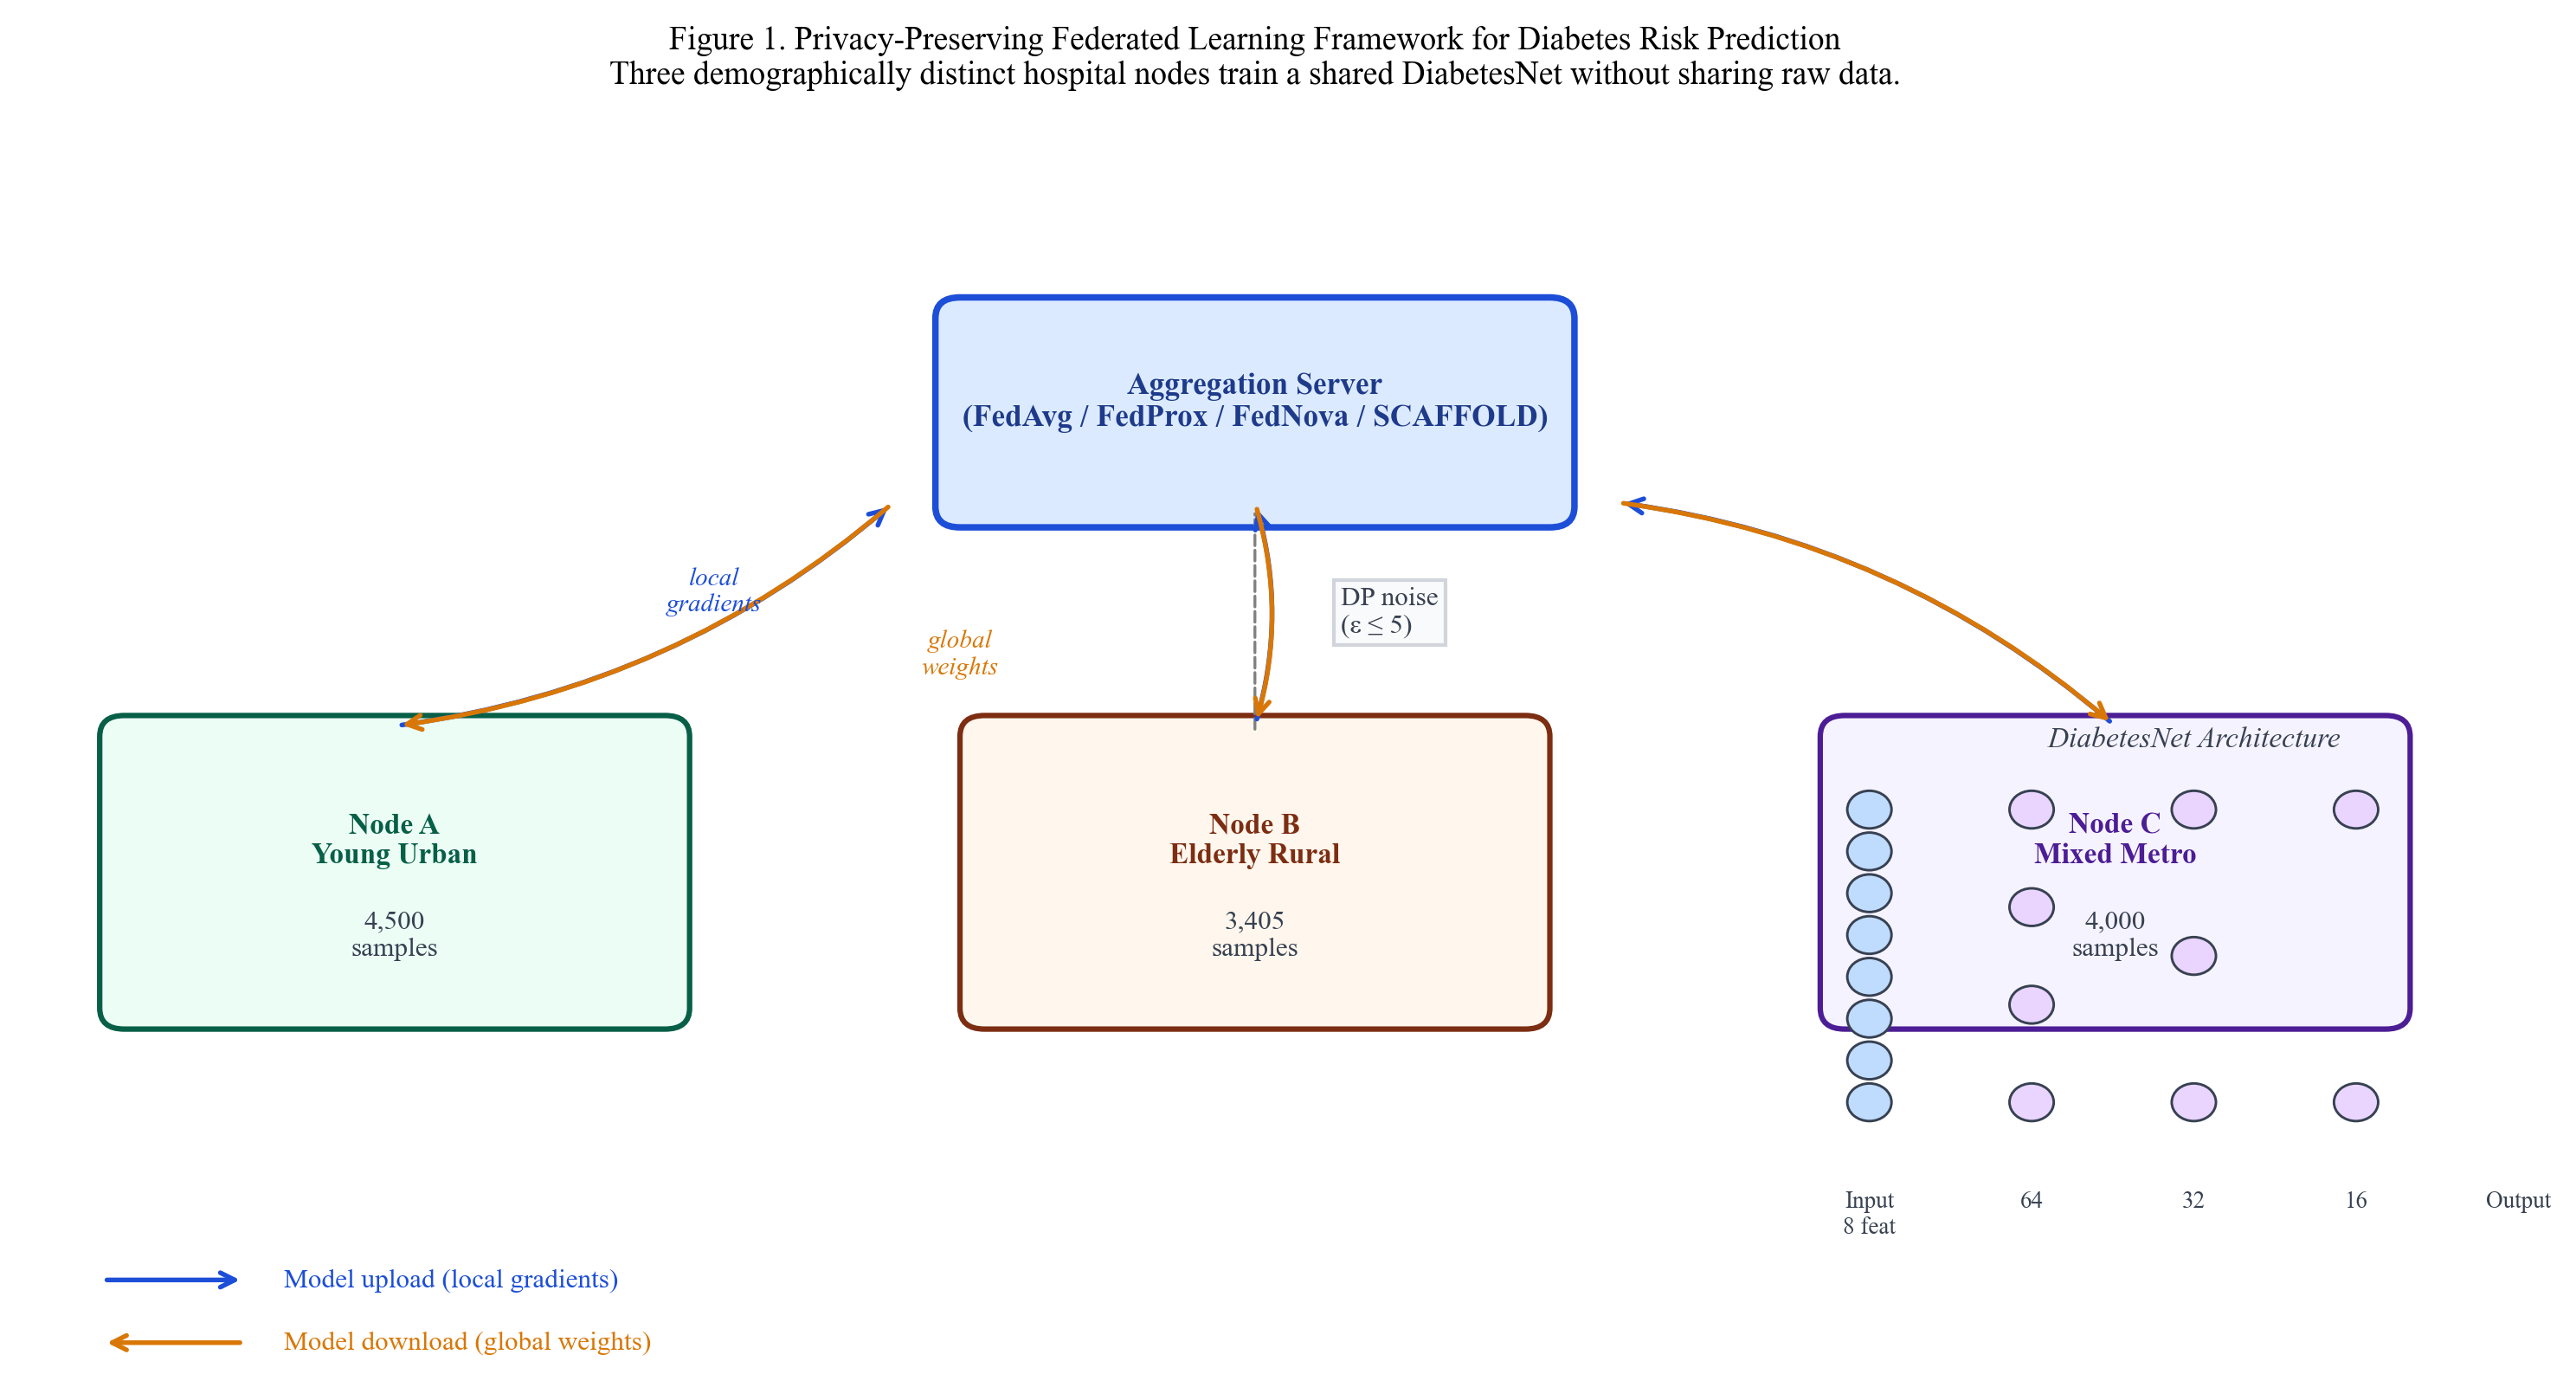 Figure 1. Privacy-Preserving Federated Learning Framework for Diabetes Risk Prediction
Three demographically distinct hospital nodes train a shared DiabetesNet without sharing raw data.
Aggregation Server
(FedAvg / FedProx / FedNova / SCAFFOLD)
local
gradients
global
weights
DP noise
(ε ≤ 5)
Node A
Young Urban
4,500
samples
Node B
Elderly Rural
3,405
samples
DiabetesNet Architecture
Node C
Mixed Metro
4,000
samples
Input
8 feat
64
32
16
Output
Model upload (local gradients)
Model download (global weights)